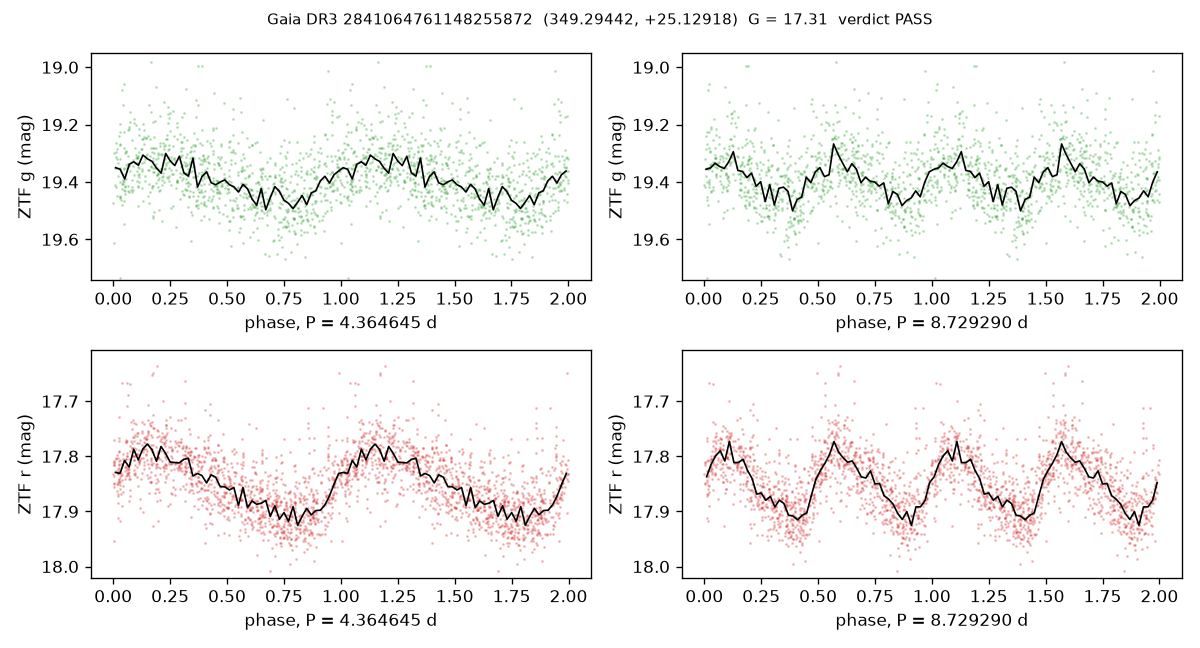 Gaia DR3 2841064761148255872 (349.29442, +25.12918) G = 17.31 verdict PASS
ZTF g (mag)
19.0
19.2
19.4
19.6
0.00 0.25 0.50 0.75 1.00 1.25 1.50 1.75 2.00
phase, P = 4.364645 d
ZTF g (mag)
19.0
19.2
19.4
19.6
0.00 0.25 0.50 0.75 1.00 1.25 1.50 1.75 2.00
phase, P = 8.729290 d
ZTF r (mag)
17.7
17.8
17.9
18.0
0.00 0.25 0.50 0.75 1.00 1.25 1.50 1.75 2.00
phase, P = 4.364645 d
ZTF r (mag)
17.7
17.8
17.9
18.0
0.00 0.25 0.50 0.75 1.00 1.25 1.50 1.75 2.00
phase, P = 8.729290 d